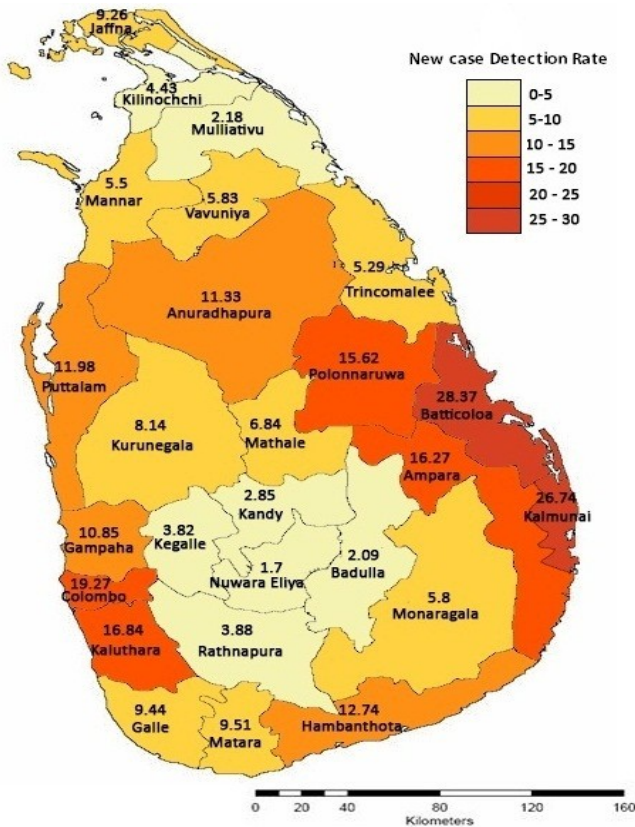 9.26
Jaffna
New case Detection Rate
0-5
5-10
10 - 15
15 - 20
20 - 25
25 - 30
4.43
Kilinochchi
2.18
Mulliativu
5.5
Mannar
5.83
Vavuniya
5.29
Trincomalee
11.33
Anuradhapura
11.98
Puttalam
15.62
Polonnaruwa
28.37
Batticoloa
8.14
Kurunegala
6.84
Mathale
16.27
Ampara
26.74
Kalmunai
2.85
Kandy
10.85
Gampaha
3.82
Kegalle
1.7
Nuwara Eliya
2.09
Badulla
19.27
Colombo
5.8
Monaragala
16.84
Kaluthara
3.88
Rathnapura
9.44
Galle
9.51
Matara
12.74
Hambanthota
0 10 20 40 80 120 160
Kilometers